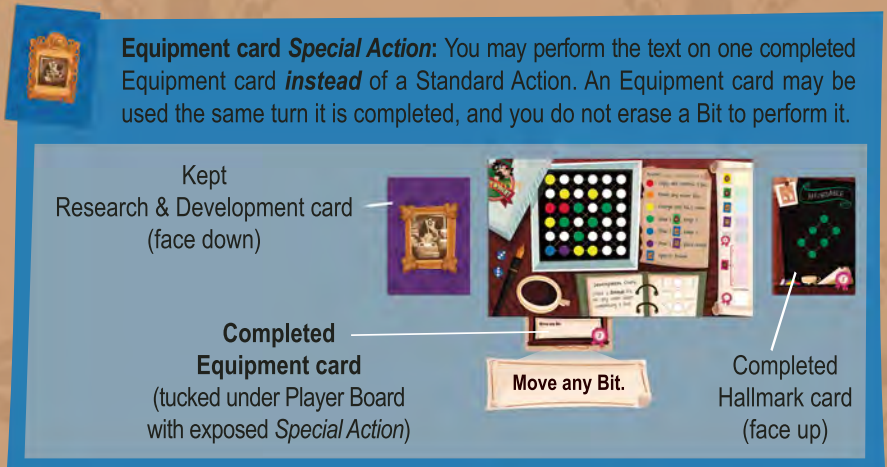 Equipment card Special Action: You may perform the text on one completed
Equipment card instead of a Standard Action. An Equipment card may be
used the same turn it is completed, and you do not erase a Bit to perform it.
Kept
Research & Development card
(face down)
Completed
Equipment card
(tucked under Player Board
with exposed Special Action)
Move any Bit.
Completed
Hallmark card
(face up)